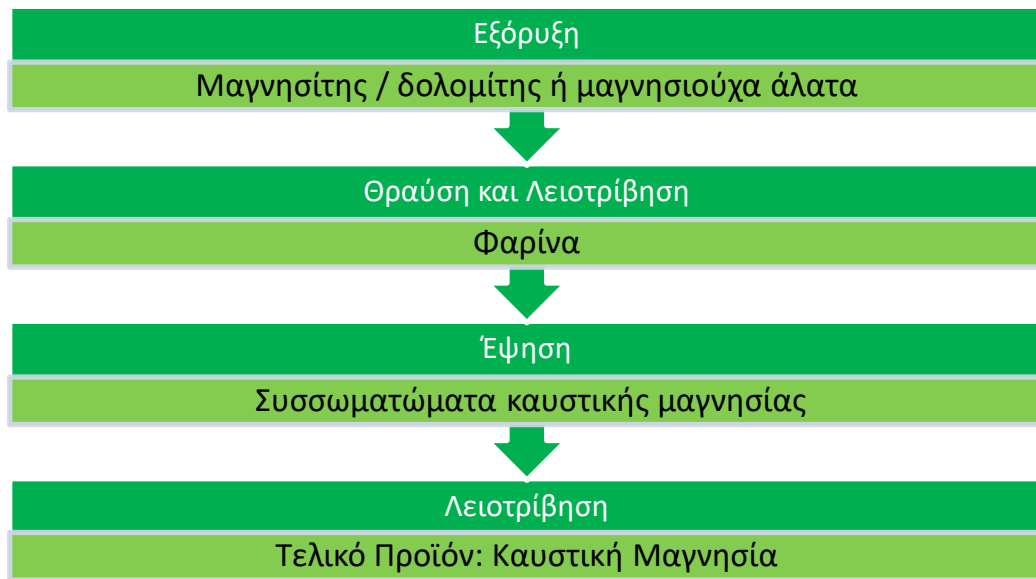 Εξόρυξη
Μαγνησίτης / δολομίτης ή μαγνησιούχα άλατα
Θραύση και Λειοτρίβηση
Φαρίνα
Έψηση
Συσσωματώματα καυστικής μαγνησίας
Λειοτρίβηση
Τελικό Προϊόν: Καυστική Μαγνησία